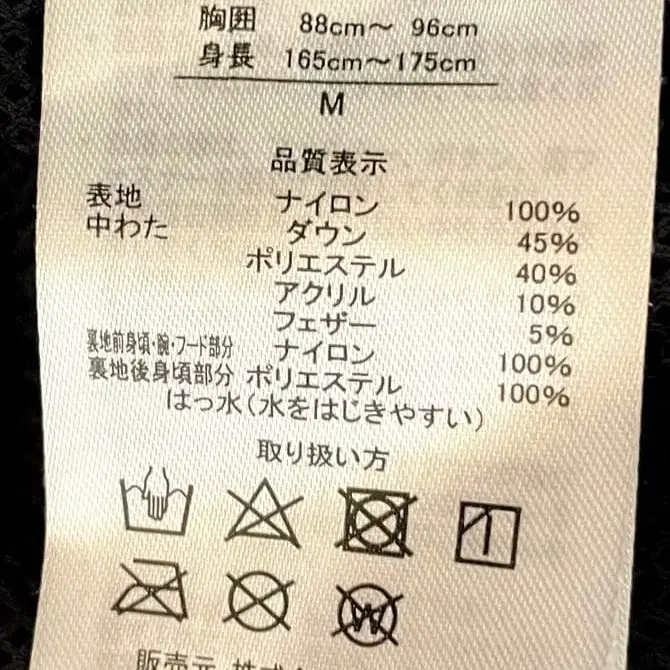 胸囲 88cm〜 96cm
身長 165cm〜175cm
M
品質表示
表地 ナイロン 100%
中わた ダウン 45%
ポリエステル 40%
アクリル 10%
フェザー 5%
裏地前身頃・腕・フード部分 ナイロン 100%
裏地後身頃部分 ポリエステル 100%
はっ水(水をはじきやすい)
取り扱い方
W
販売元